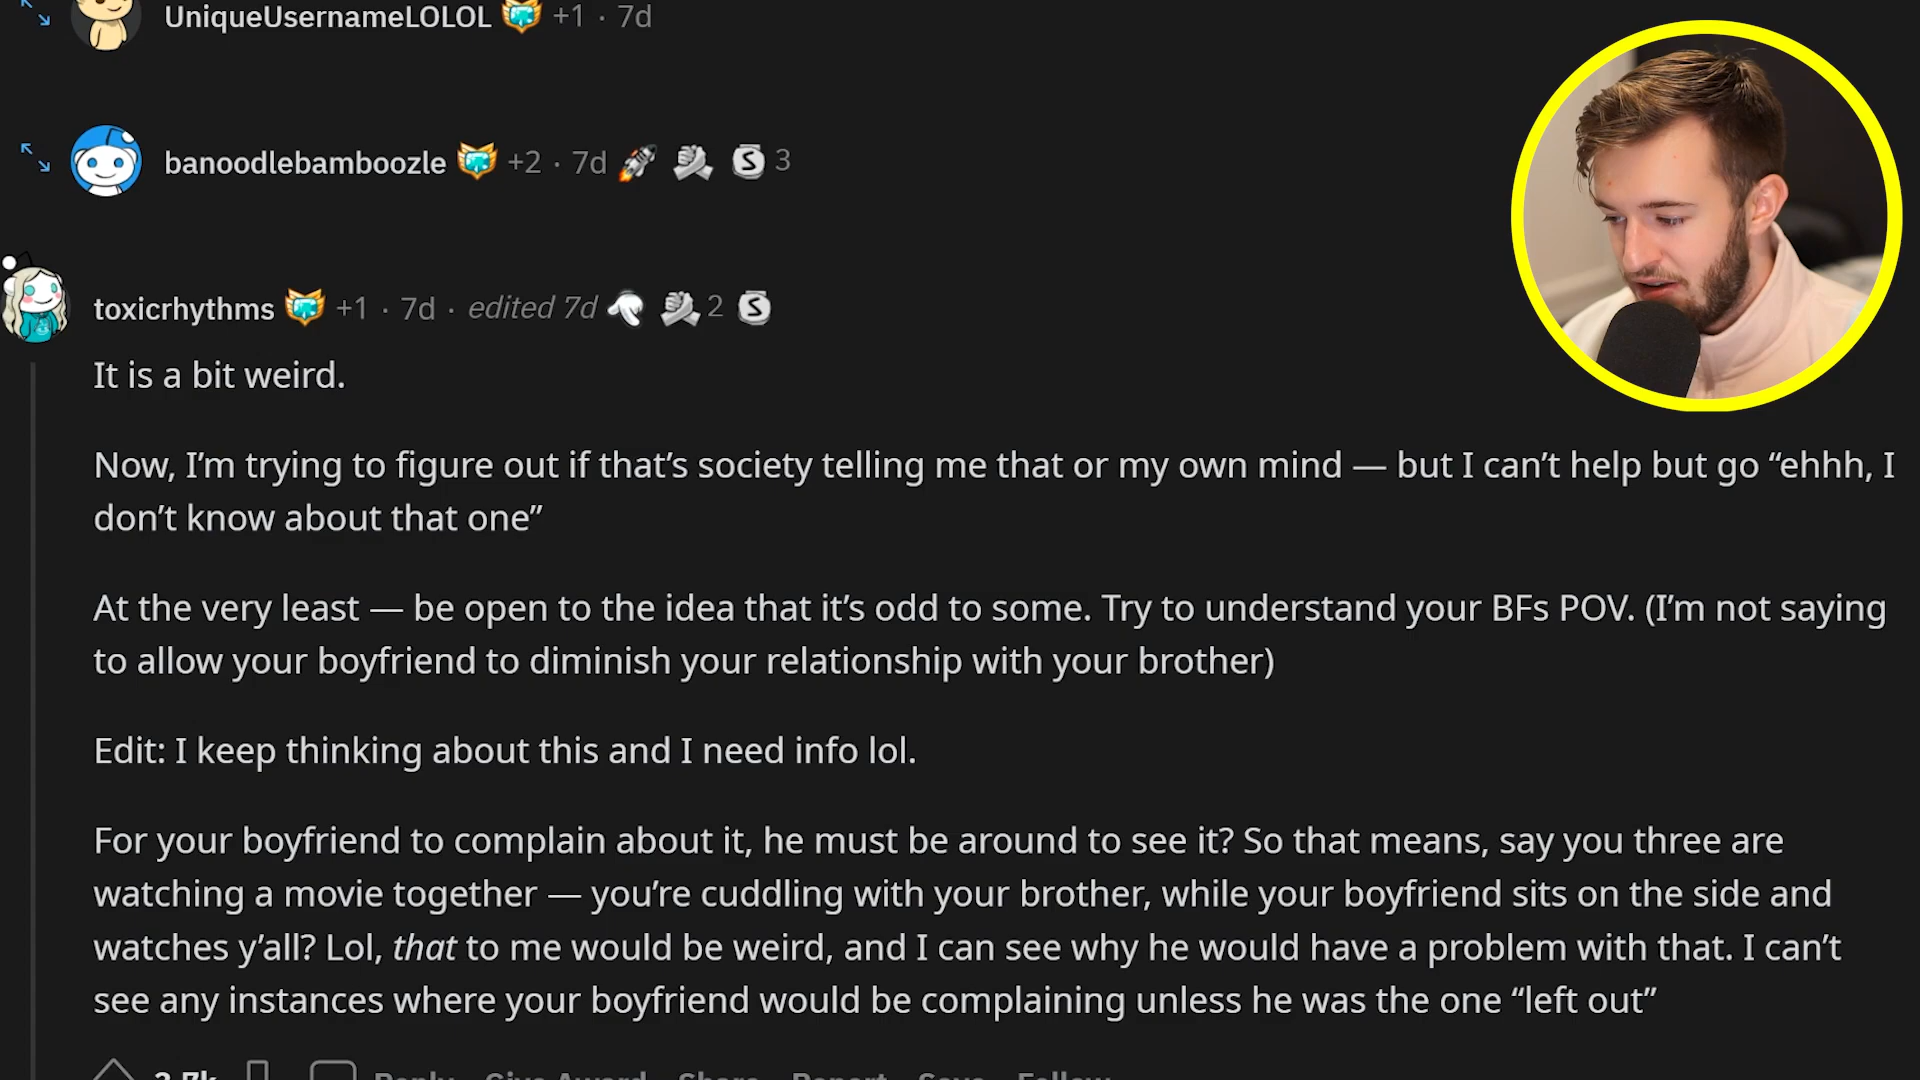 UniqueUsernameLOLOL +1 · 7d
banoodlebamboozle +2 · 7d S 3
toxicrhythms +1 · 7d · edited 7d 2 S
It is a bit weird.
Now, I’m trying to figure out if that’s society telling me that or my own mind — but I can’t help but go “ehhh, I
don’t know about that one”
At the very least — be open to the idea that it’s odd to some. Try to understand your BFs POV. (I’m not saying
to allow your boyfriend to diminish your relationship with your brother)
Edit: I keep thinking about this and I need info lol.
For your boyfriend to complain about it, he must be around to see it? So that means, say you three are
watching a movie together — you’re cuddling with your brother, while your boyfriend sits on the side and
watches y’all? Lol, that to me would be weird, and I can see why he would have a problem with that. I can’t
see any instances where your boyfriend would be complaining unless he was the one “left out”
Reply Give Award Share Report Save Follow